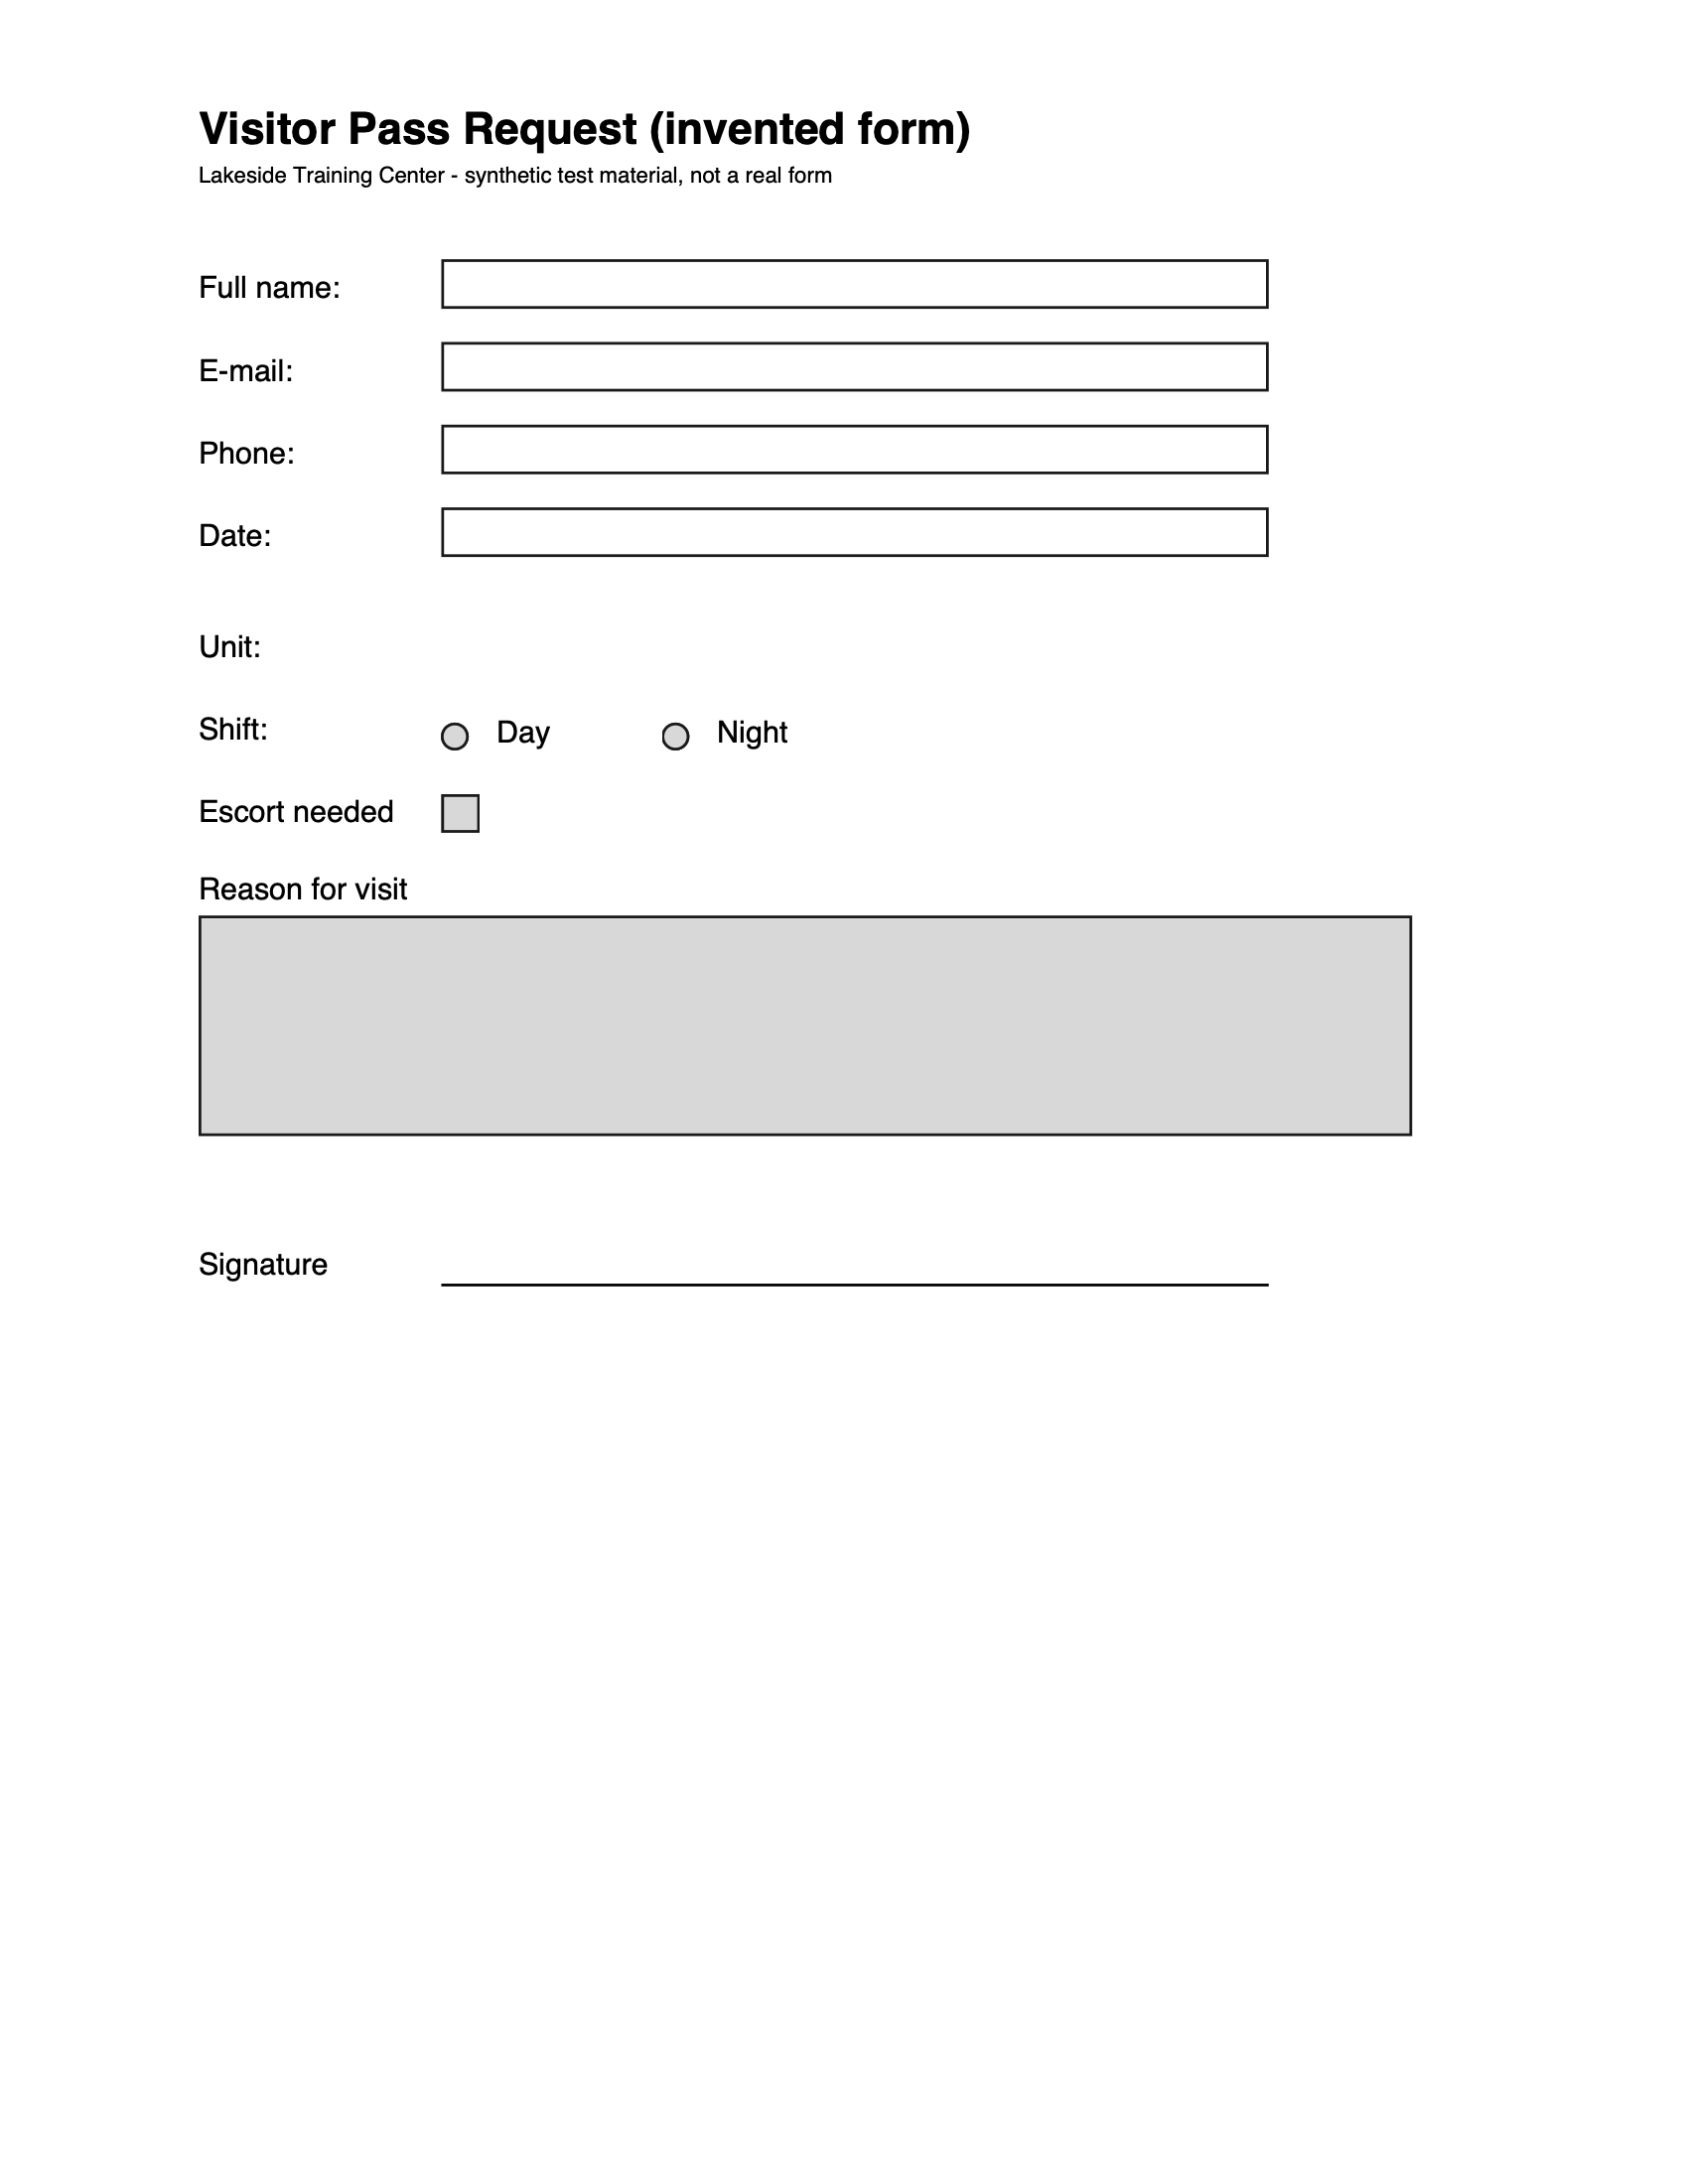 Visitor Pass Request (invented form)
Lakeside Training Center - synthetic test material, not a real form
Full name:
E-mail:
Phone:
Date:
Unit:
Shift: Day Night
Escort needed
Reason for visit
Signature